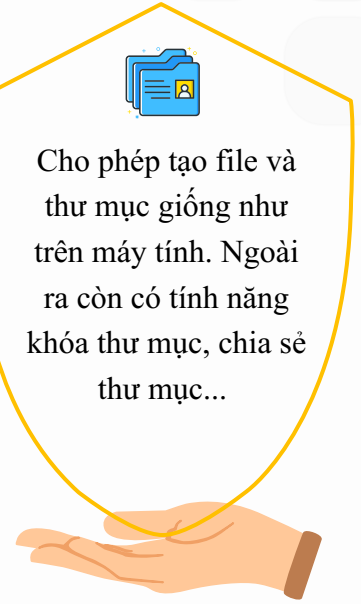 Cho phép tạo file và
thư mục giống như
trên máy tính. Ngoài
ra còn có tính năng
khóa thư mục, chia sẻ
thư mục...